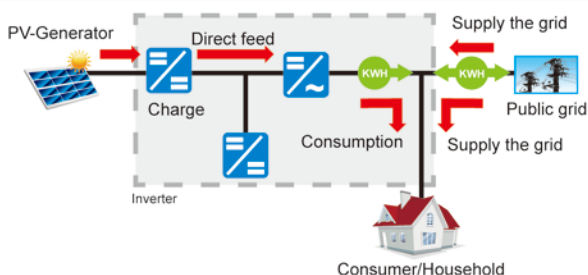 PV-Generator
Direct feed
Supply the grid
KWH
KWH
Charge
Public grid
Consumption
Supply the grid
Inverter
Consumer/Household